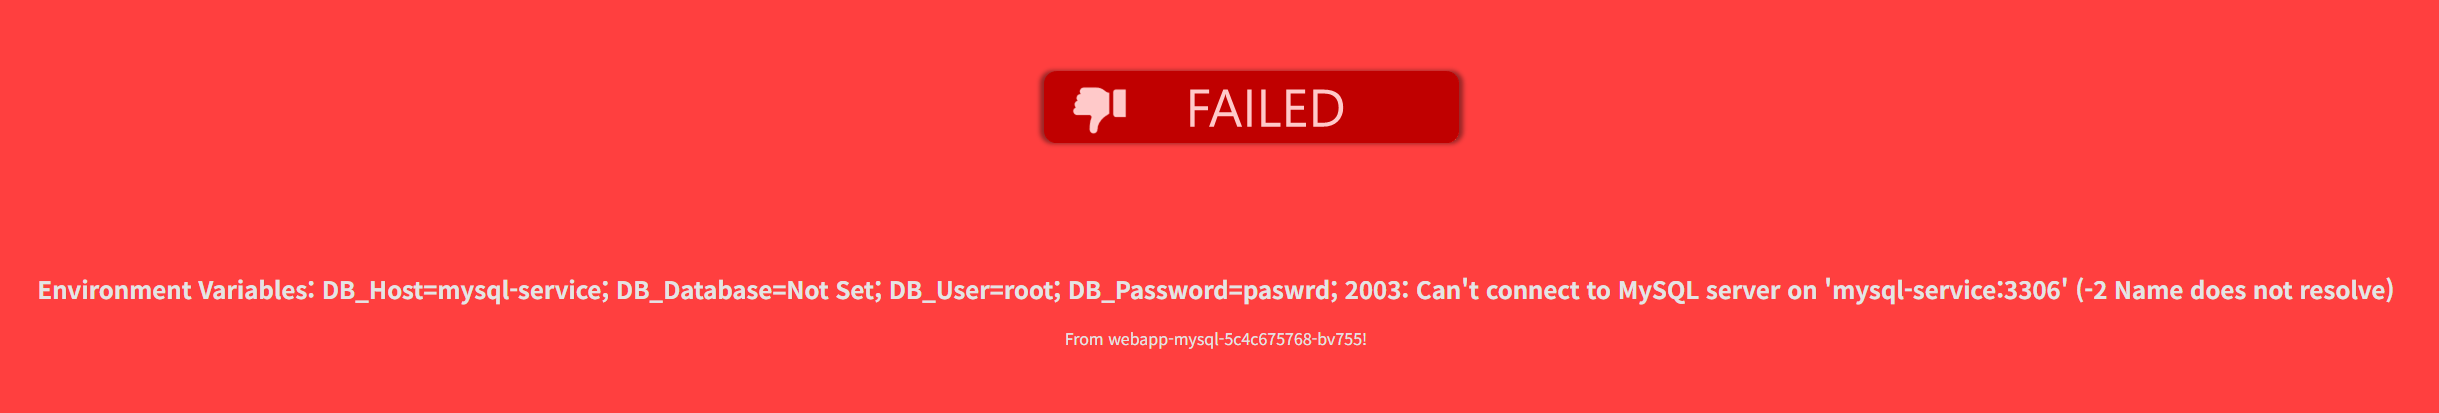 FAILED
Environment Variables: DB_Host=mysql-service; DB_Database=Not Set; DB_User=root; DB_Password=paswrd; 2003: Can't connect to MySQL server on 'mysql-service:3306' (-2 Name does not resolve)
From webapp-mysql-5c4c675768-bv755!